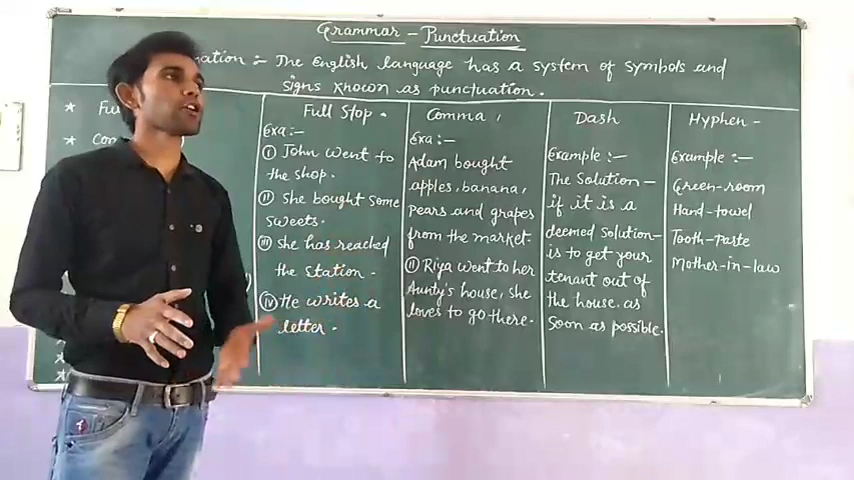 Grammar - Punctuation
ation :- The English language has a system of symbols and
signs known as punctuation.
* Fu
* Com
Full Stop .
Exa:-
(I) John went to
the shop.
(II) She bought some
sweets.
(III) She has reached
the station.
(IV) He writes a
letter.
Comma ,
Exa:-
Adam bought
apples, banana,
pears and grapes
from the market.
(II) Riya went to her
Aunty's house, she
loves to go there.
Dash
Example :-
The Solution -
if it is a
deemed solution-
is to get your
tenant out of
the house. as
soon as possible.
Hyphen -
Example :-
Green-room
Hand-towel
Tooth-paste
Mother-in-law